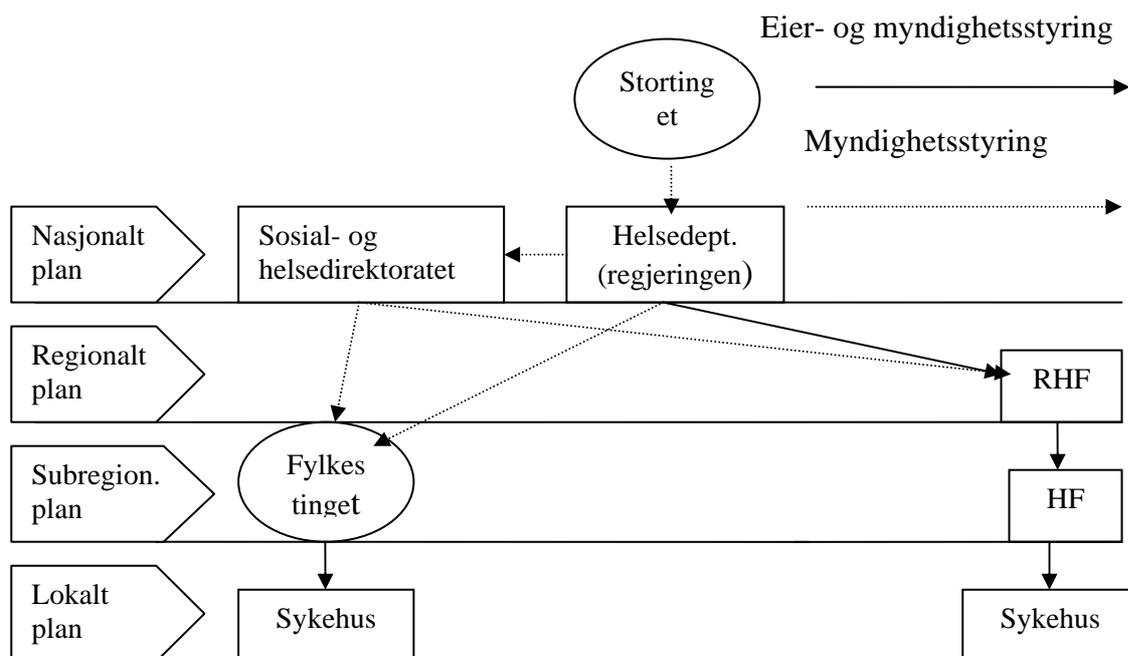 Eier- og myndighetsstyring
Storting
et
Myndighetsstyring
Nasjonalt
plan
Sosial- og
helsedirektoratet
Helsedept.
(regjeringen)
Regionalt
plan
RHF
Subregion.
plan
Fylkes
tinget
HF
Lokalt
plan
Sykehus
Sykehus